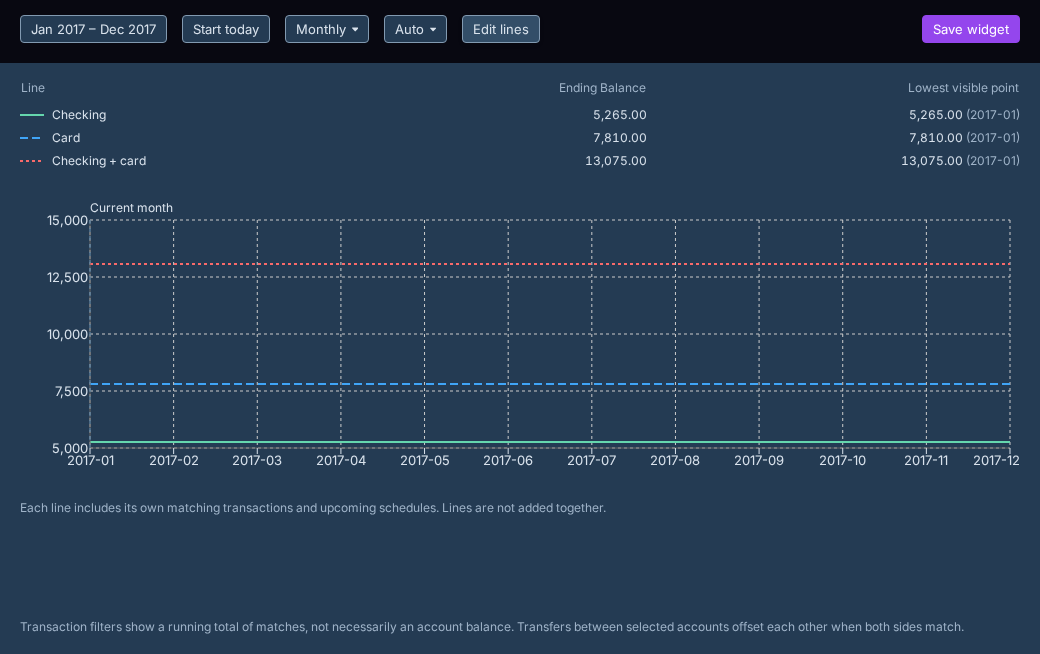 Jan 2017 – Dec 2017 Start today Monthly Auto Edit lines Save widget
Line Ending Balance Lowest visible point
Checking 5,265.00 5,265.00 (2017-01)
Card 7,810.00 7,810.00 (2017-01)
Checking + card 13,075.00 13,075.00 (2017-01)
Current month
15,000
12,500
10,000
7,500
5,000
2017-01 2017-02 2017-03 2017-04 2017-05 2017-06 2017-07 2017-08 2017-09 2017-10 2017-11 2017-12
Each line includes its own matching transactions and upcoming schedules. Lines are not added together.
Transaction filters show a running total of matches, not necessarily an account balance. Transfers between selected accounts offset each other when both sides match.